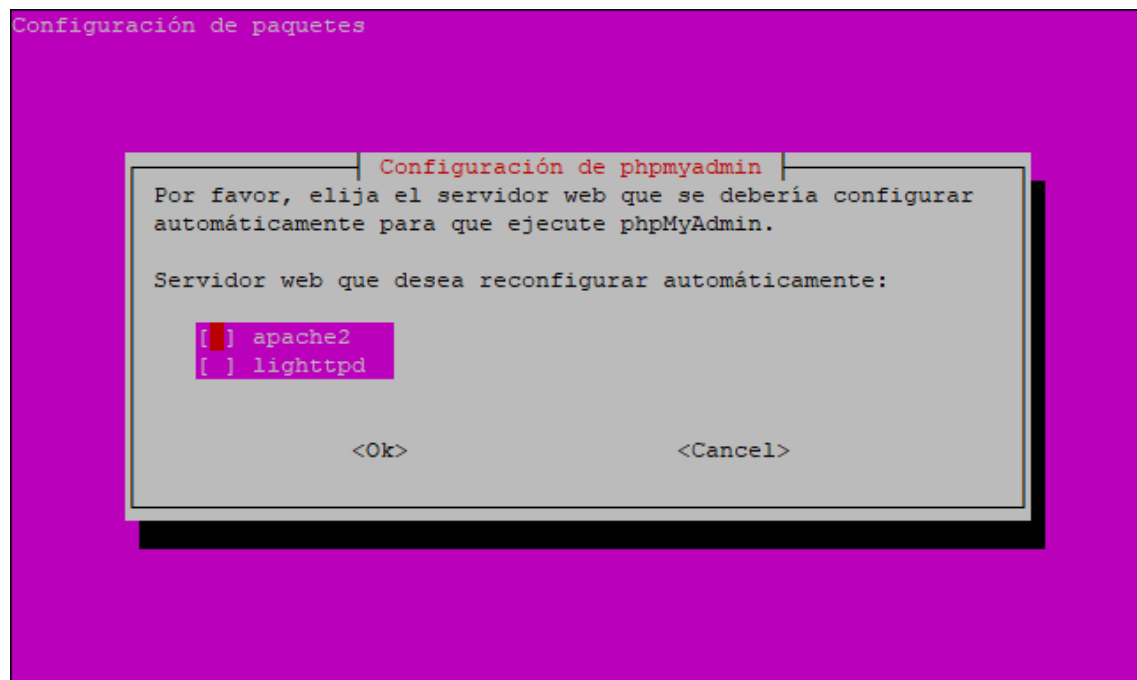 Configuración de paquetes
Configuración de phpmyadmin
Por favor, elija el servidor web que se debería configurar
automáticamente para que ejecute phpMyAdmin.
Servidor web que desea reconfigurar automáticamente:
[ ] apache2
[ ] lighttpd
<Ok> <Cancel>